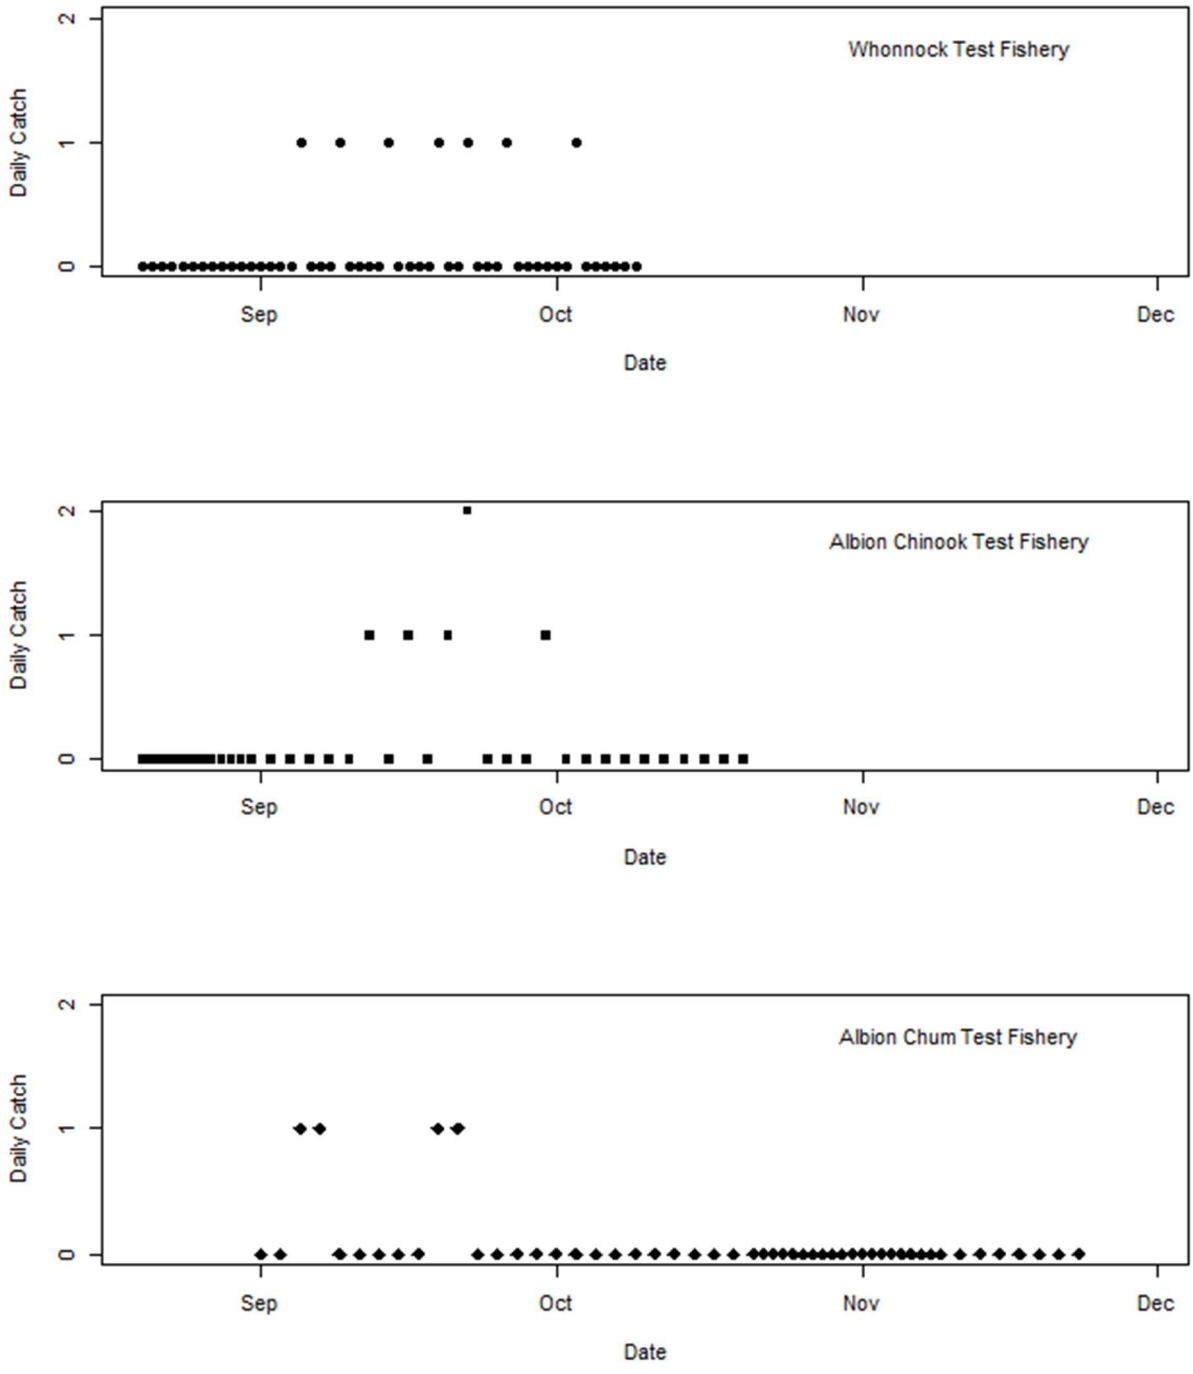 2
Whonnock Test Fishery
Daily Catch
1
0
Sep Oct Nov Dec
Date
2
Albion Chinook Test Fishery
Daily Catch
1
0
Sep Oct Nov Dec
Date
2
Albion Chum Test Fishery
Daily Catch
1
0
Sep Oct Nov Dec
Date